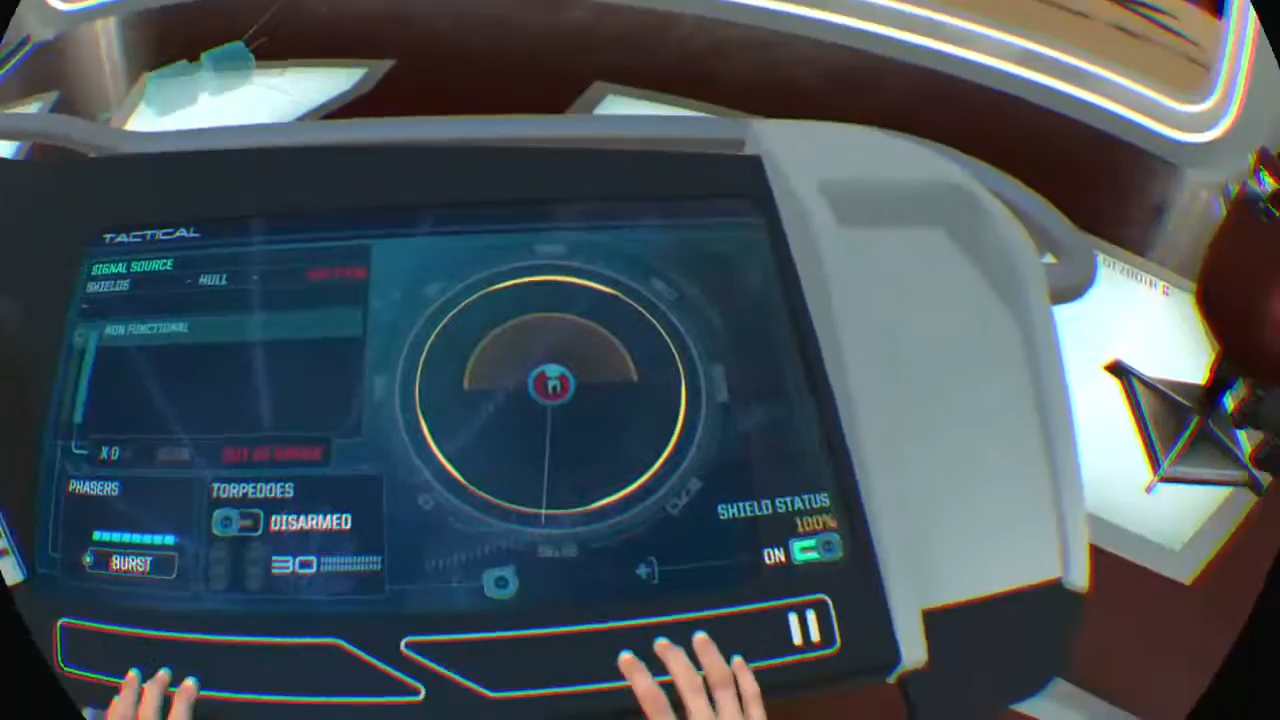 TACTICAL
SIGNAL SOURCE
SHIELDS - HULL -
NON FUNCTIONAL
X0
OUT OF RANGE
PHASERS
BURST
TORPEDOES
DISARMED
30
SHIELD STATUS
100%
ON